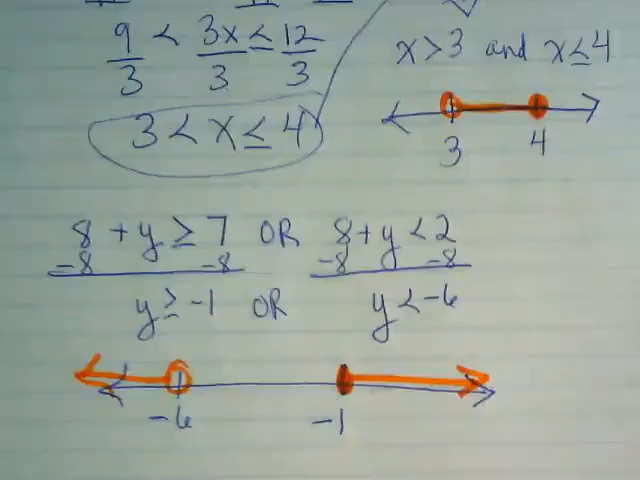 9/3 < 3x/3 ≤ 12/3
3 < x ≤ 4
x > 3 and x ≤ 4
3 4
8 + y ≥ 7 OR 8 + y < 2
-8 -8 -8 -8
y ≥ -1 OR y < -6
-6 -1